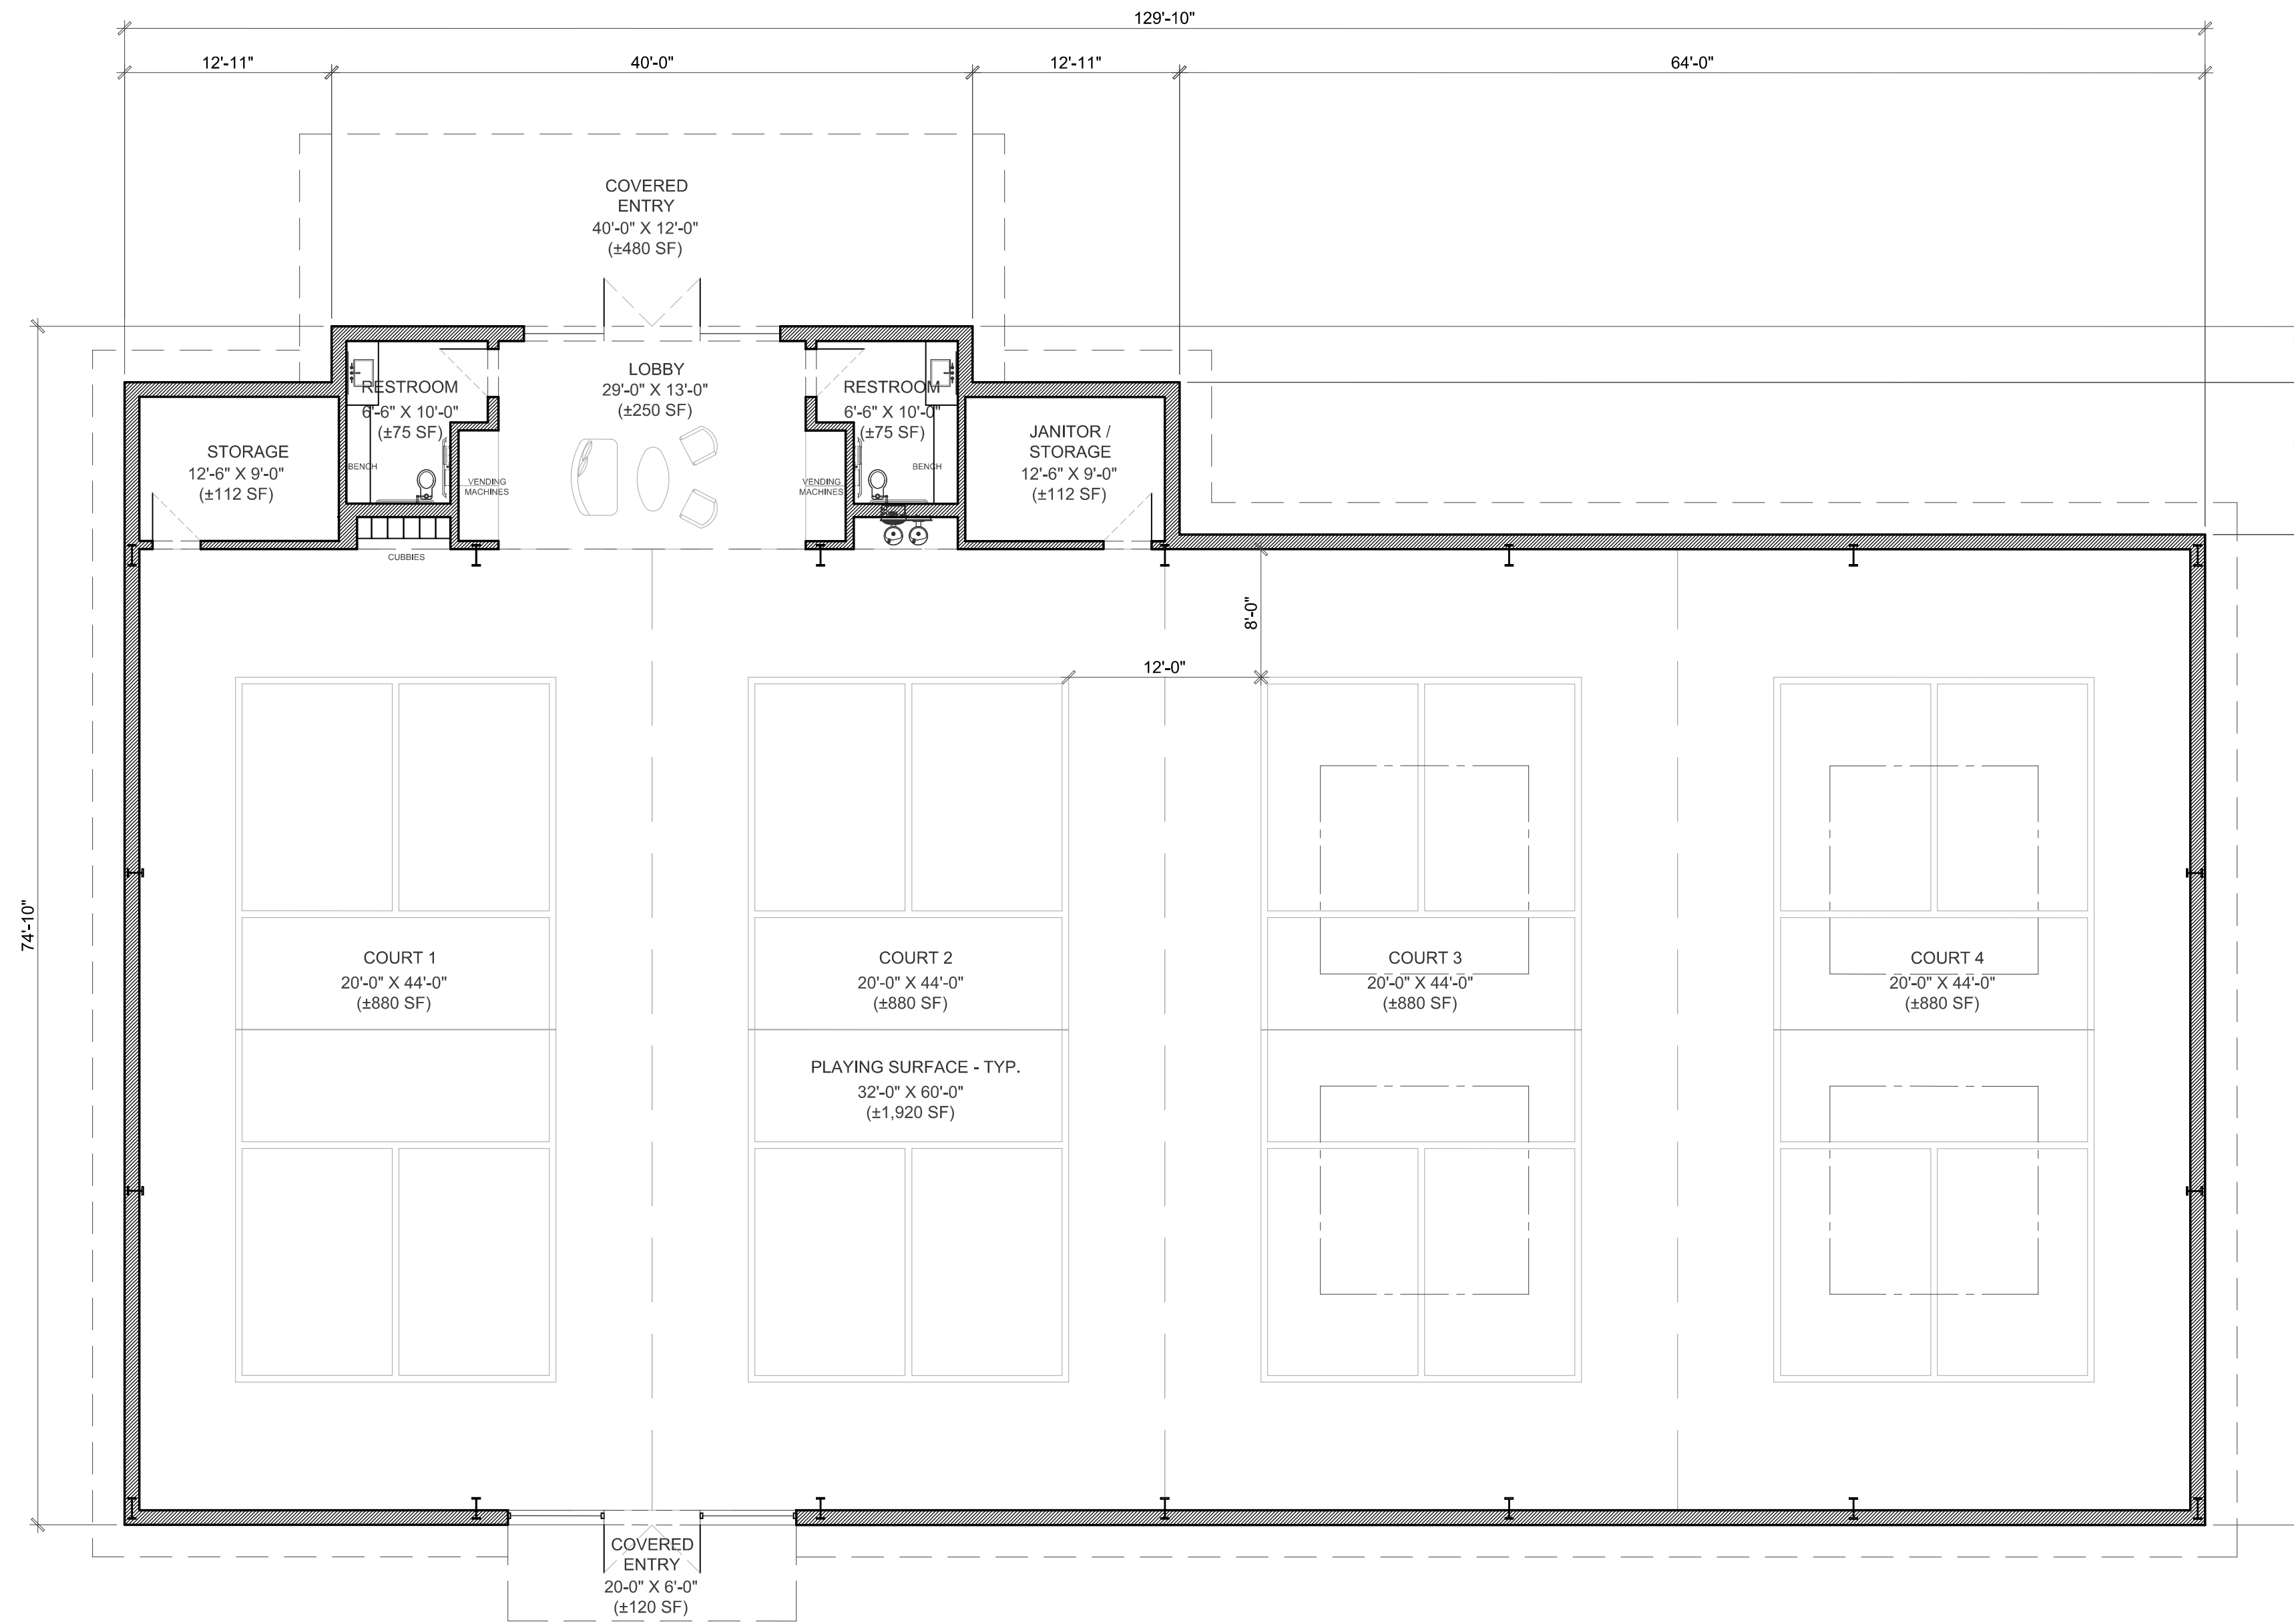 129'-10"
12'-11"
40'-0"
12'-11"
64'-0"
COVERED
ENTRY
40'-0" X 12'-0"
(±480 SF)
LOBBY
29'-0" X 13'-0"
(±250 SF)
RESTROOM
6'-6" X 10'-0"
(±75 SF)
RESTROOM
6'-6" X 10'-0"
(±75 SF)
STORAGE
12'-6" X 9'-0"
(±112 SF)
JANITOR /
STORAGE
12'-6" X 9'-0"
(±112 SF)
BENCH
BENCH
VENDING
MACHINES
VENDING
MACHINES
CUBBIES
8'-0"
12'-0"
74'-10"
COURT 1
20'-0" X 44'-0"
(±880 SF)
COURT 2
20'-0" X 44'-0"
(±880 SF)
COURT 3
20'-0" X 44'-0"
(±880 SF)
COURT 4
20'-0" X 44'-0"
(±880 SF)
PLAYING SURFACE - TYP.
32'-0" X 60'-0"
(±1,920 SF)
COVERED
ENTRY
20-0" X 6'-0"
(±120 SF)